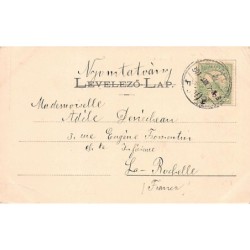 Nyomtatvány
LEVELEZŐ-LAP.
Mademoiselle
Adèle
3, rue Eugène Fromentin
La-Rochelle
(France)